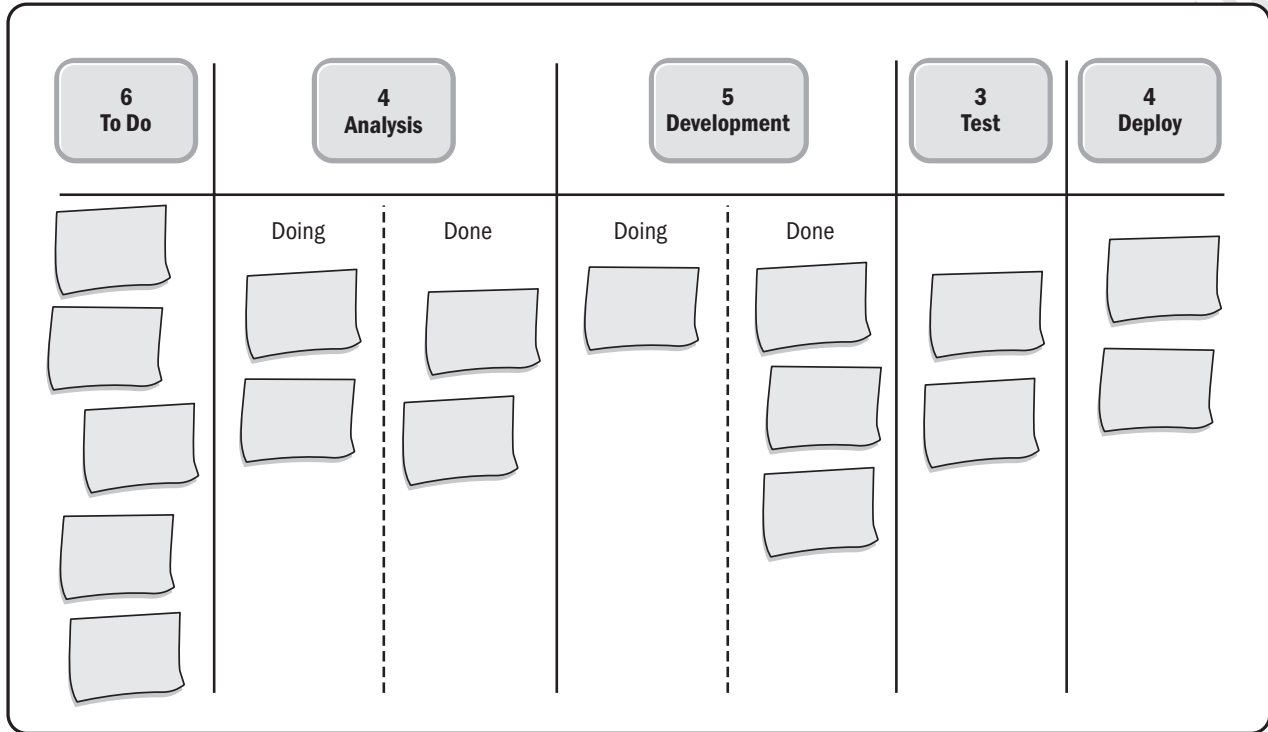 6
To Do
4
Analysis
5
Development
3
Test
4
Deploy
Doing
Done
Doing
Done